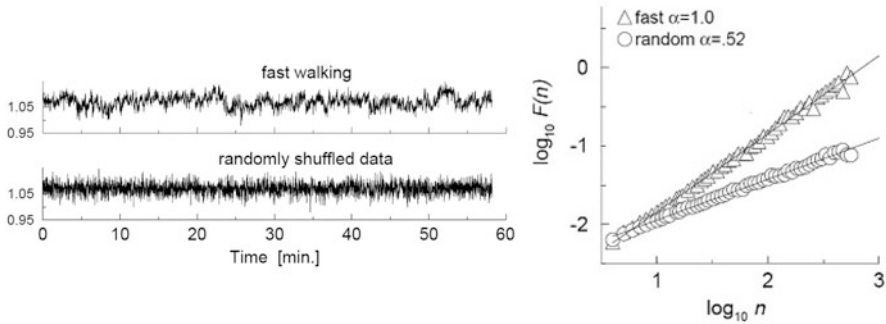 fast walking
1.05
0.95
randomly shuffled data
1.05
0.95
0 10 20 30 40 50 60
Time [min.]
fast α=1.0
random α=.52
0
-1
-2
log10 F(n)
1 2 3
log10 n